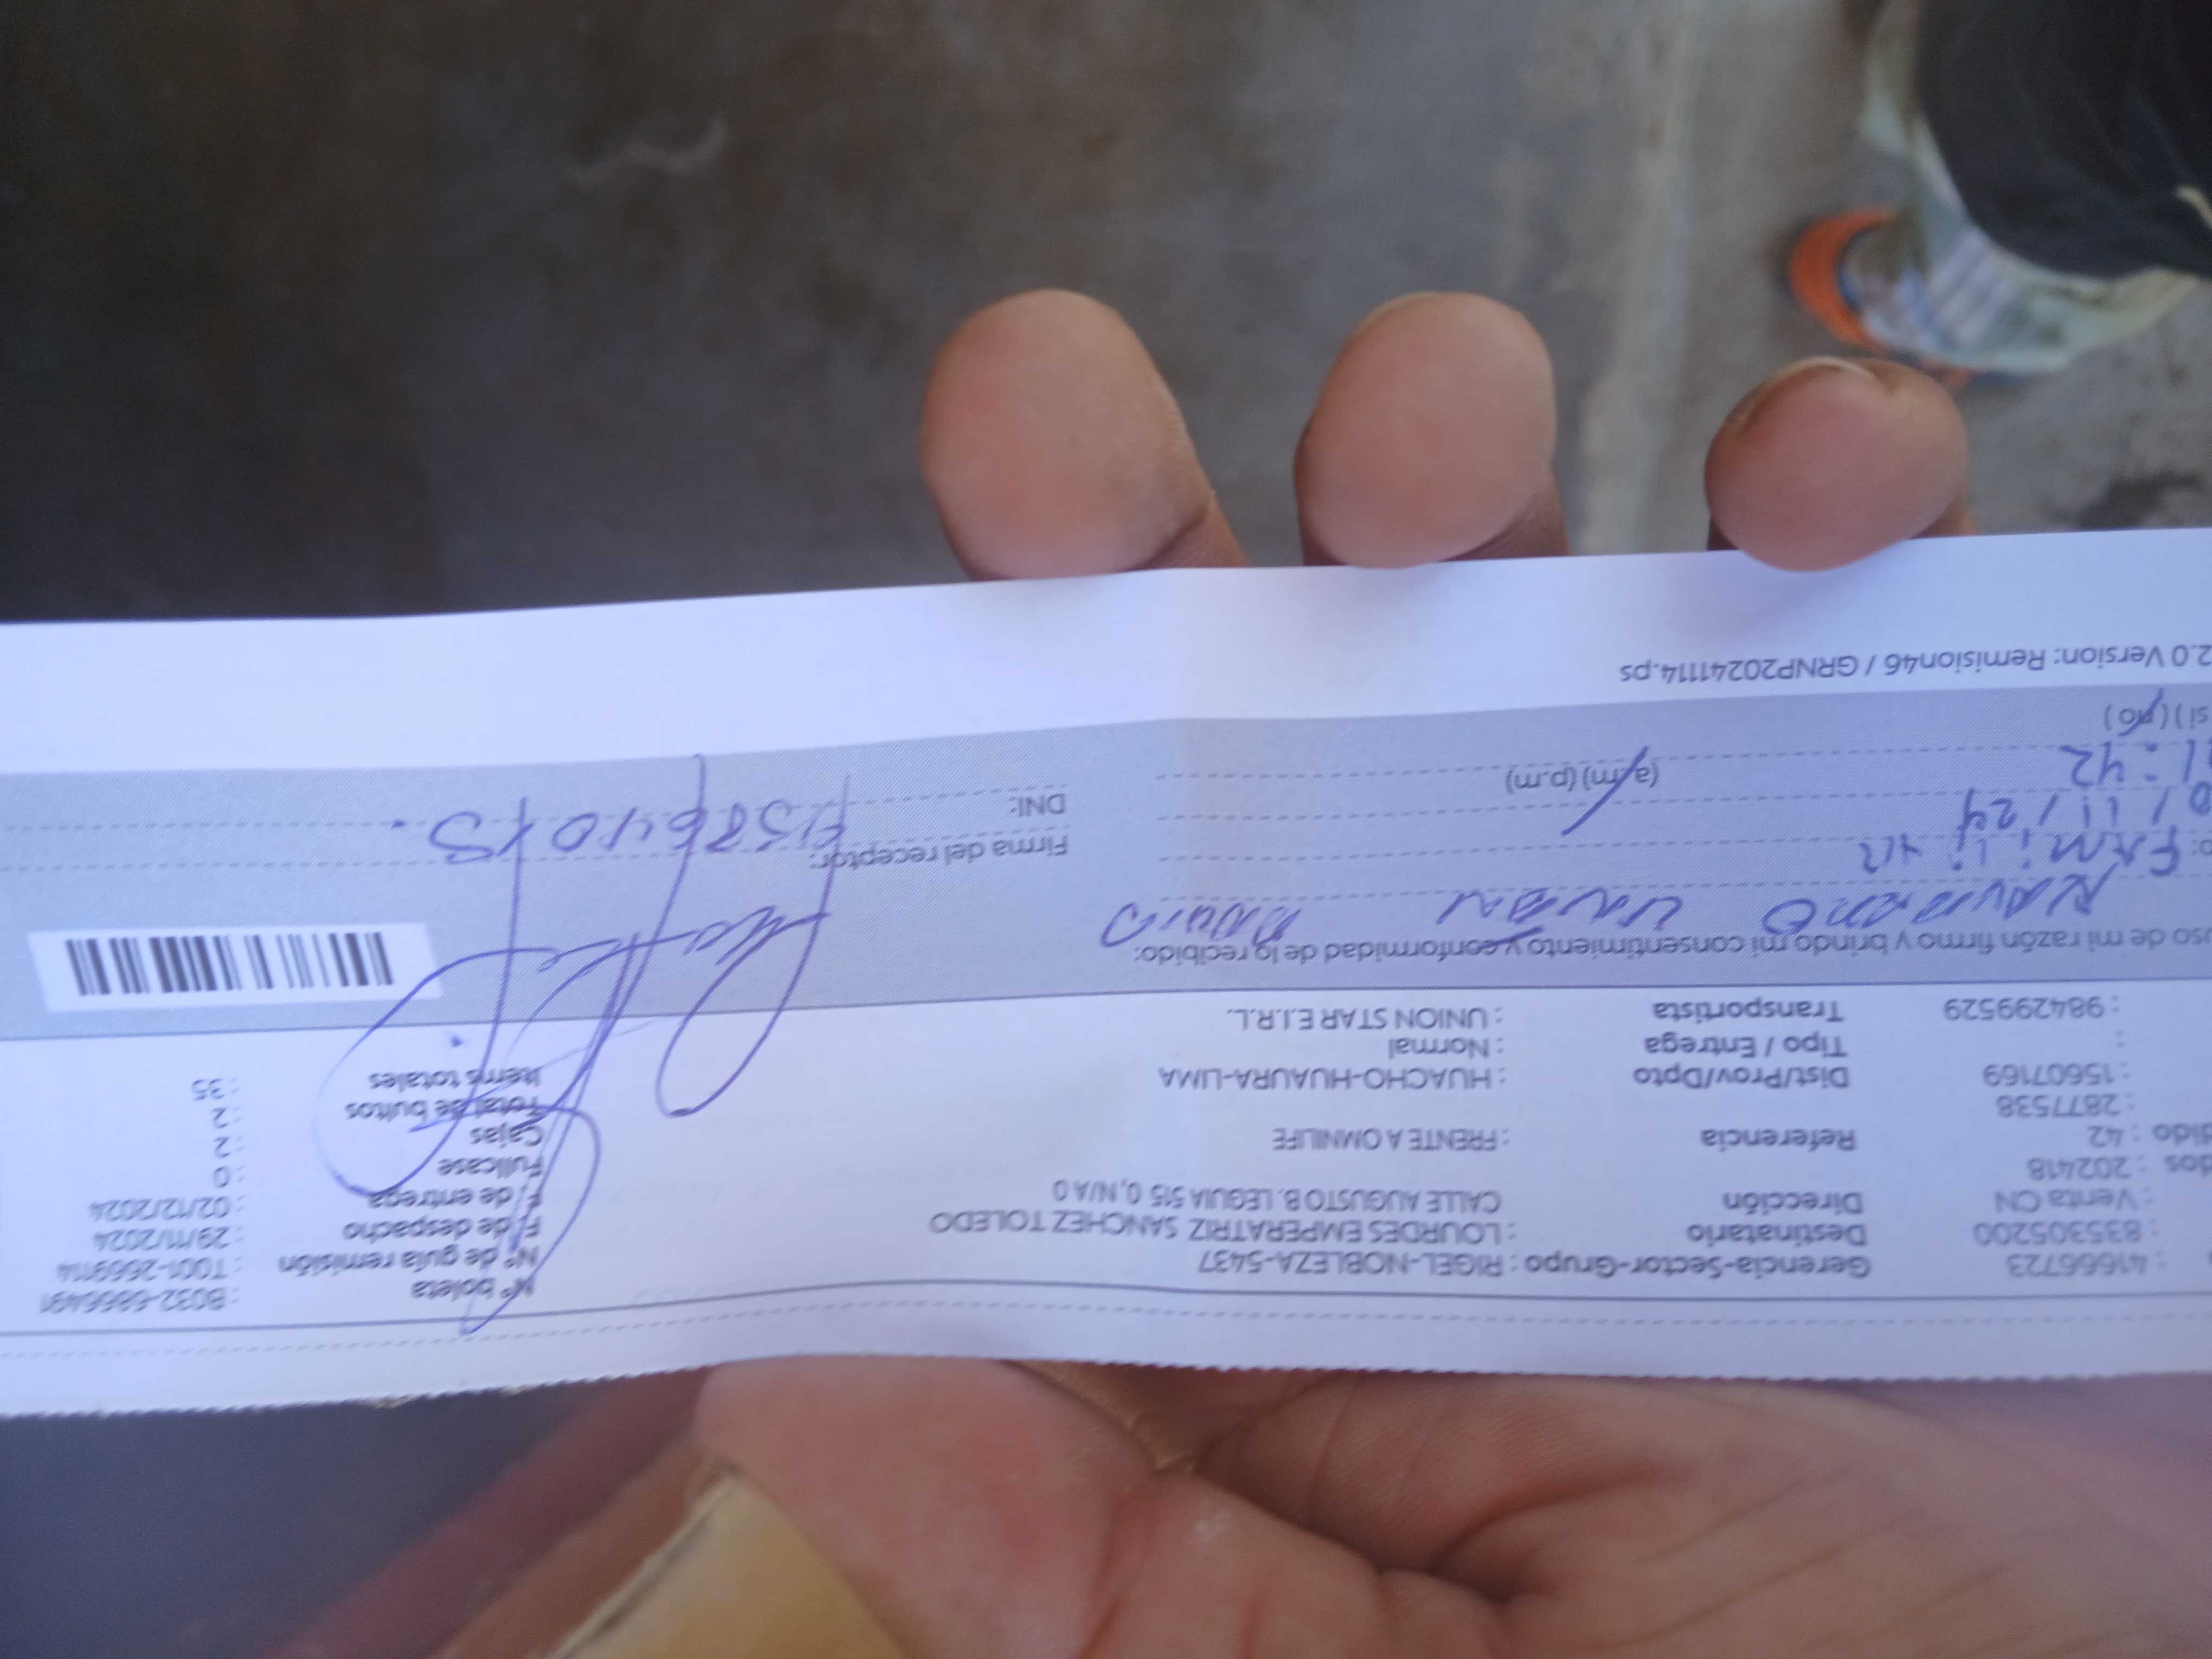 : 41666723 Gerencia-Sector-Grupo : RIGEL-NOBLEZA-5437 N° boleta : B032-6866491
: 835305200 Destinatario : LOURDES EMPERATRIZ SANCHEZ TOLEDO N° de guía remisión : T001-2669114
: Venta CN Dirección CALLE AUGUSTO B. LEGUIA 515 0, N/A 0 F. de despacho : 29/11/2024
dos : 202418 F. de entrega : 02/12/2024
dido : 42 Referencia : FRENTE A OMNILIFE Fullcase : 0
: 2877538 Cajas : 2
: 15607169 Dist/Prov/Dpto : HUACHO-HUAURA-LIMA Total de bultos : 2
: Tipo / Entrega : Normal Items totales : 35
: 984299529 Transportista : UNION STAR E.I.R.L.
uso de mi razón firmo y brindo mi consentimiento y conformidad de lo recibido:
o: Firma del receptor:
/ 11 / 24
: 42 (a.m) (p.m) DNI:
si) (no)
2.0 Version: Remision46 / GRNP20241114.ps